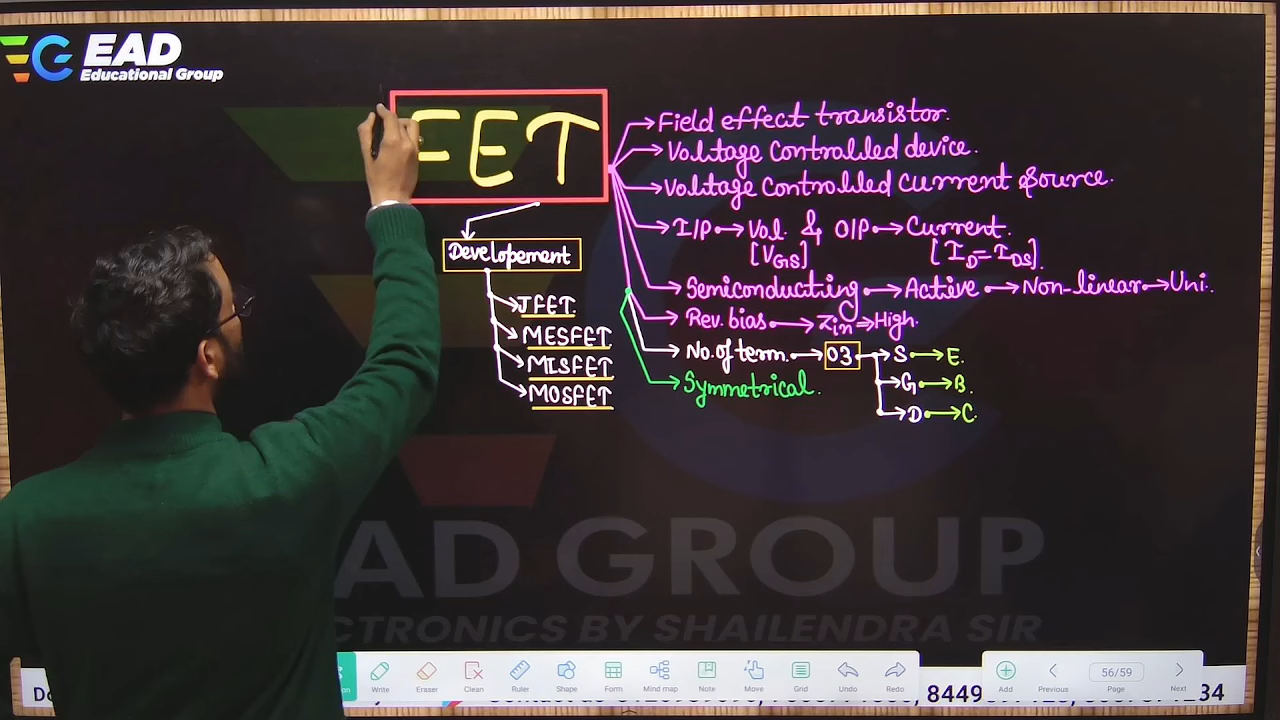 EAD
Educational Group
FET
Field effect transistor.
Voltage Controlled device.
Voltage Controlled Current Source.
I/P → Vol. & O/P → Current.
[VGS] [ID=IDS].
Developement
JFET.
MESFET
MISFET
MOSFET
Semiconducting → Active → Non-linear → Uni.
Rev. bias → Zin ⇒ High.
No. of term. → 03 → S → E.
G → B.
D → C.
Symmetrical.
EAD GROUP
CTRONICS BY SHAILENDRA SIR
Write Eraser Clean Ruler Shape Form Mind map Note Move Grid Undo Redo
Add Previous 56/59 Page Next
8449
34